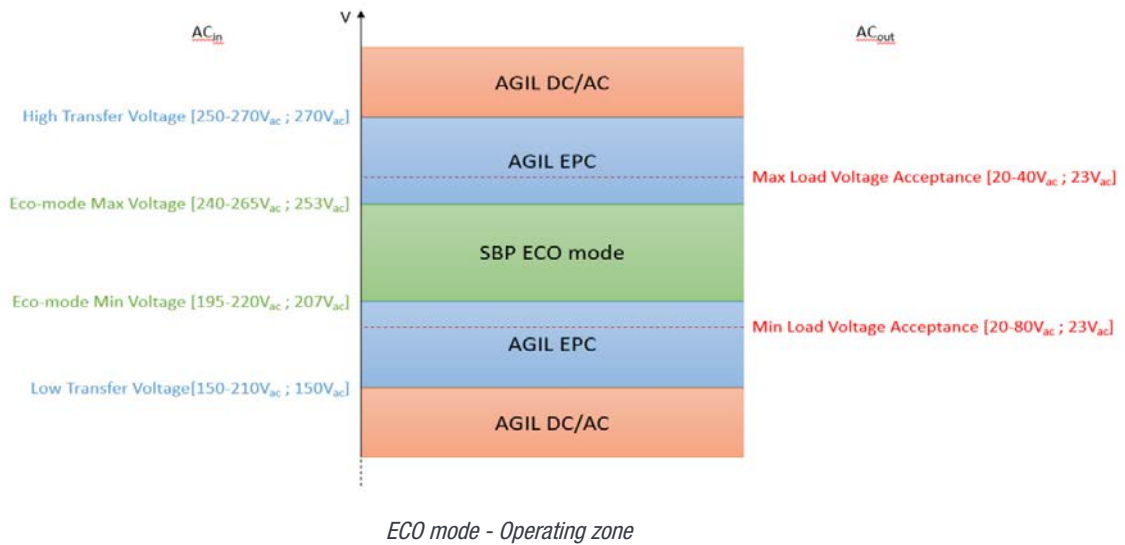 V
AC_in
AC_out
AGIL DC/AC
High Transfer Voltage [250-270V_ac ; 270V_ac]
AGIL EPC
Max Load Voltage Acceptance [20-40V_ac ; 23V_ac]
Eco-mode Max Voltage [240-265V_ac ; 253V_ac]
SBP ECO mode
Eco-mode Min Voltage [195-220V_ac ; 207V_ac]
Min Load Voltage Acceptance [20-80V_ac ; 23V_ac]
AGIL EPC
Low Transfer Voltage[150-210V_ac ; 150V_ac]
AGIL DC/AC
ECO mode - Operating zone